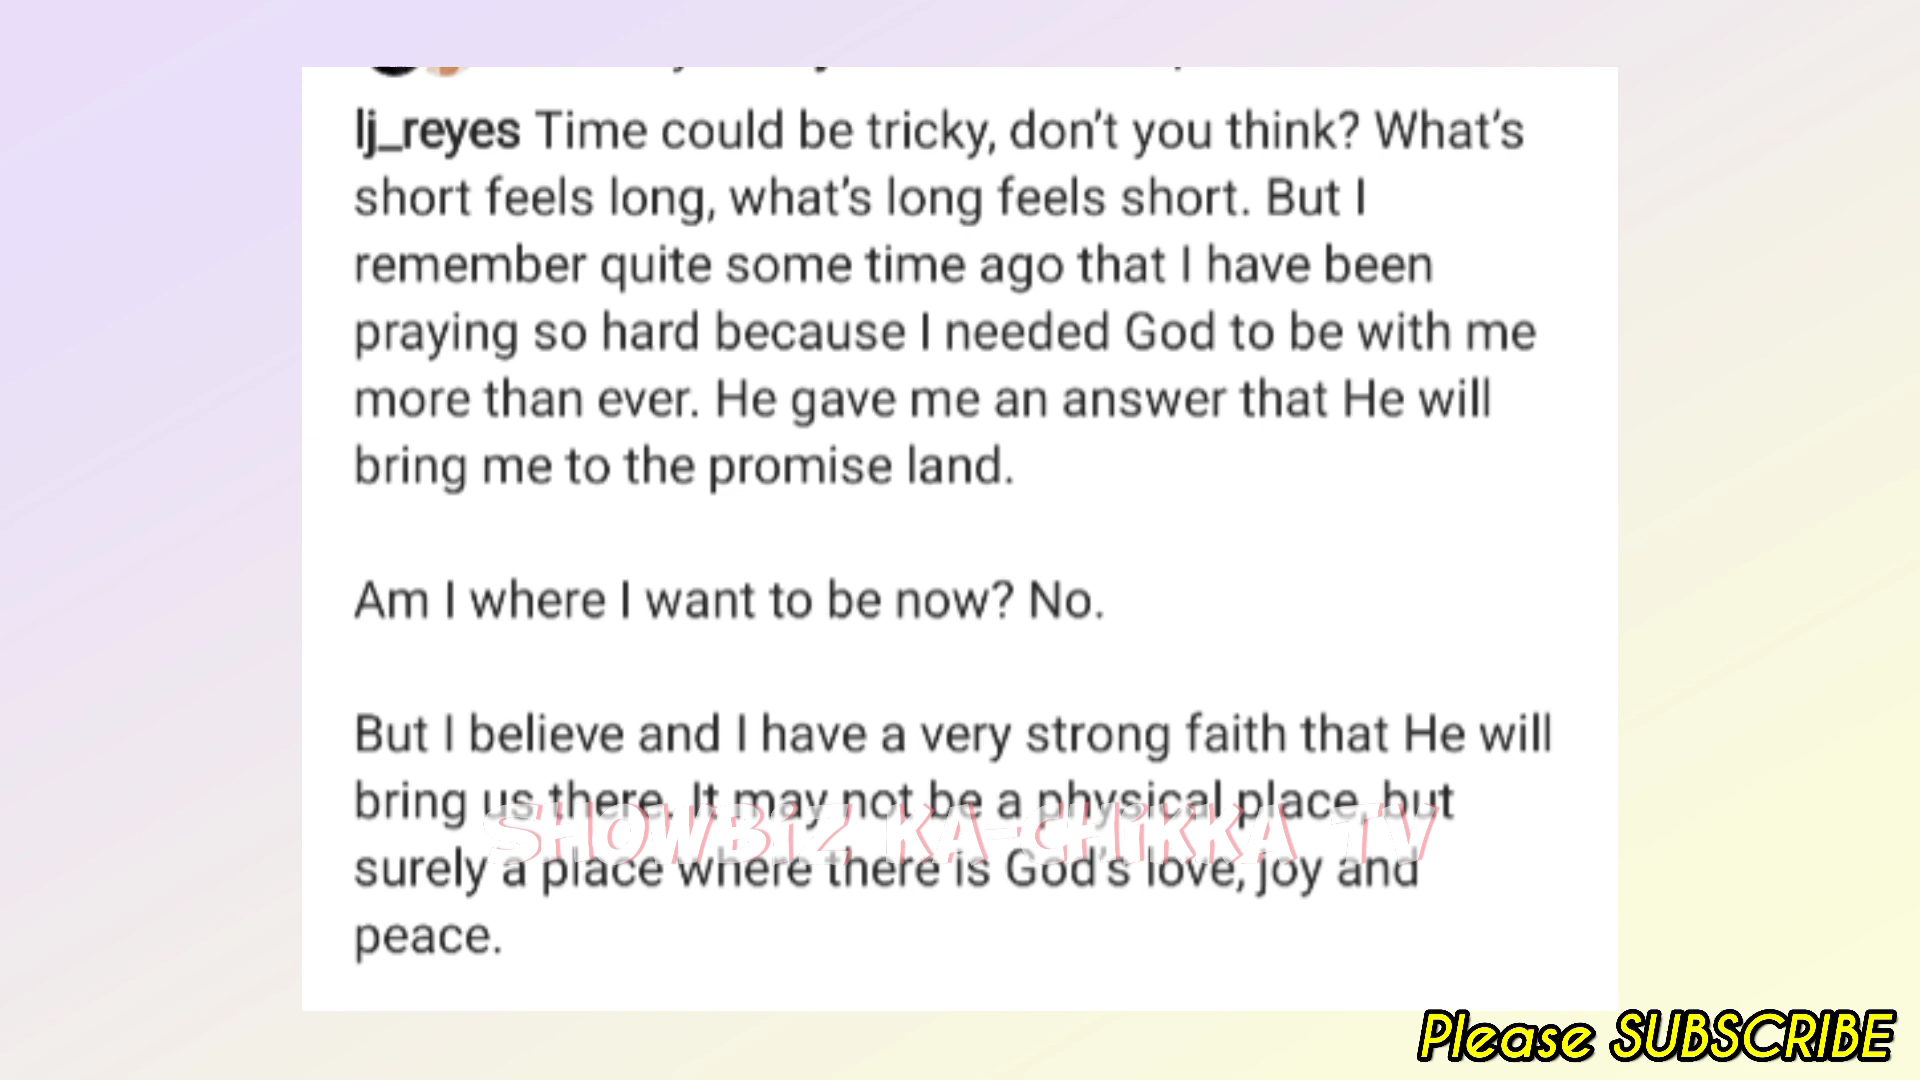 lj_reyes Time could be tricky, don't you think? What's
short feels long, what's long feels short. But I
remember quite some time ago that I have been
praying so hard because I needed God to be with me
more than ever. He gave me an answer that He will
bring me to the promise land.
Am I where I want to be now? No.
But I believe and I have a very strong faith that He will
bring us there. It may not be a physical place, but
SHOWBIZ KA-CHIKKA TV
surely a place where there is God's love, joy and
peace.
Please SUBSCRIBE